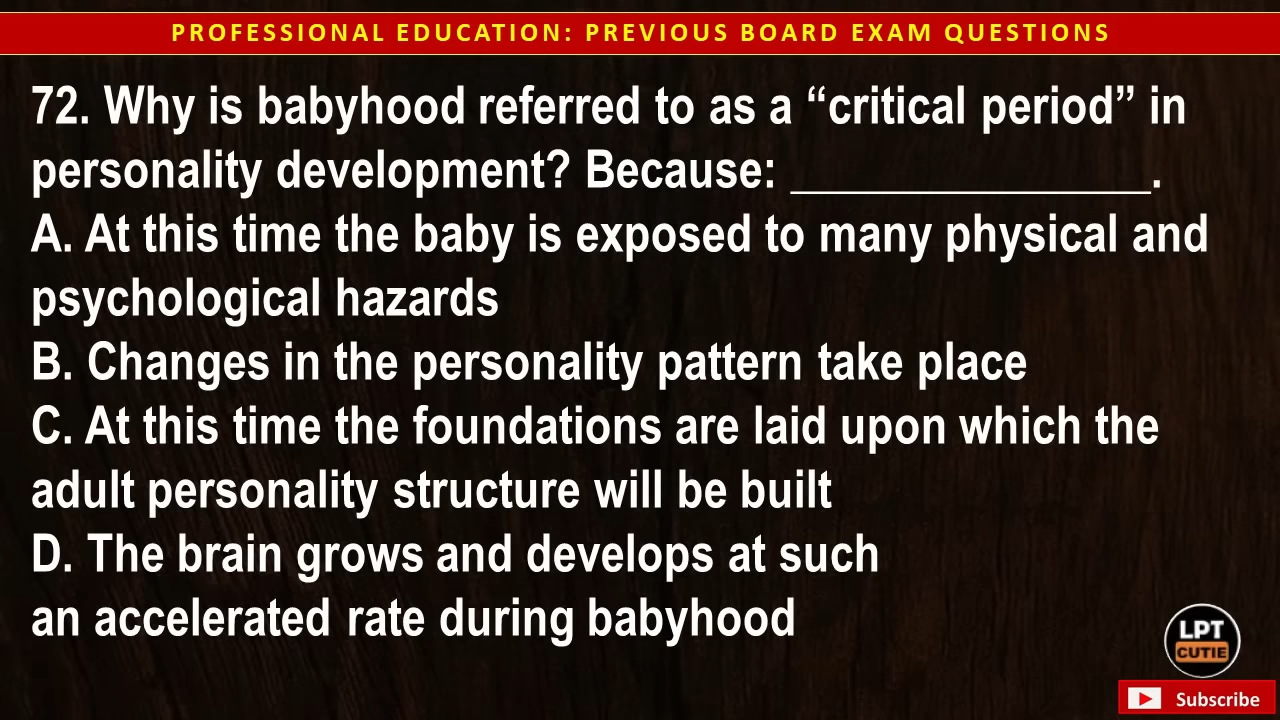 PROFESSIONAL EDUCATION: PREVIOUS BOARD EXAM QUESTIONS
72. Why is babyhood referred to as a “critical period” in
personality development? Because: _______________.
A. At this time the baby is exposed to many physical and
psychological hazards
B. Changes in the personality pattern take place
C. At this time the foundations are laid upon which the
adult personality structure will be built
D. The brain grows and develops at such
an accelerated rate during babyhood
LPT
CUTIE
Subscribe